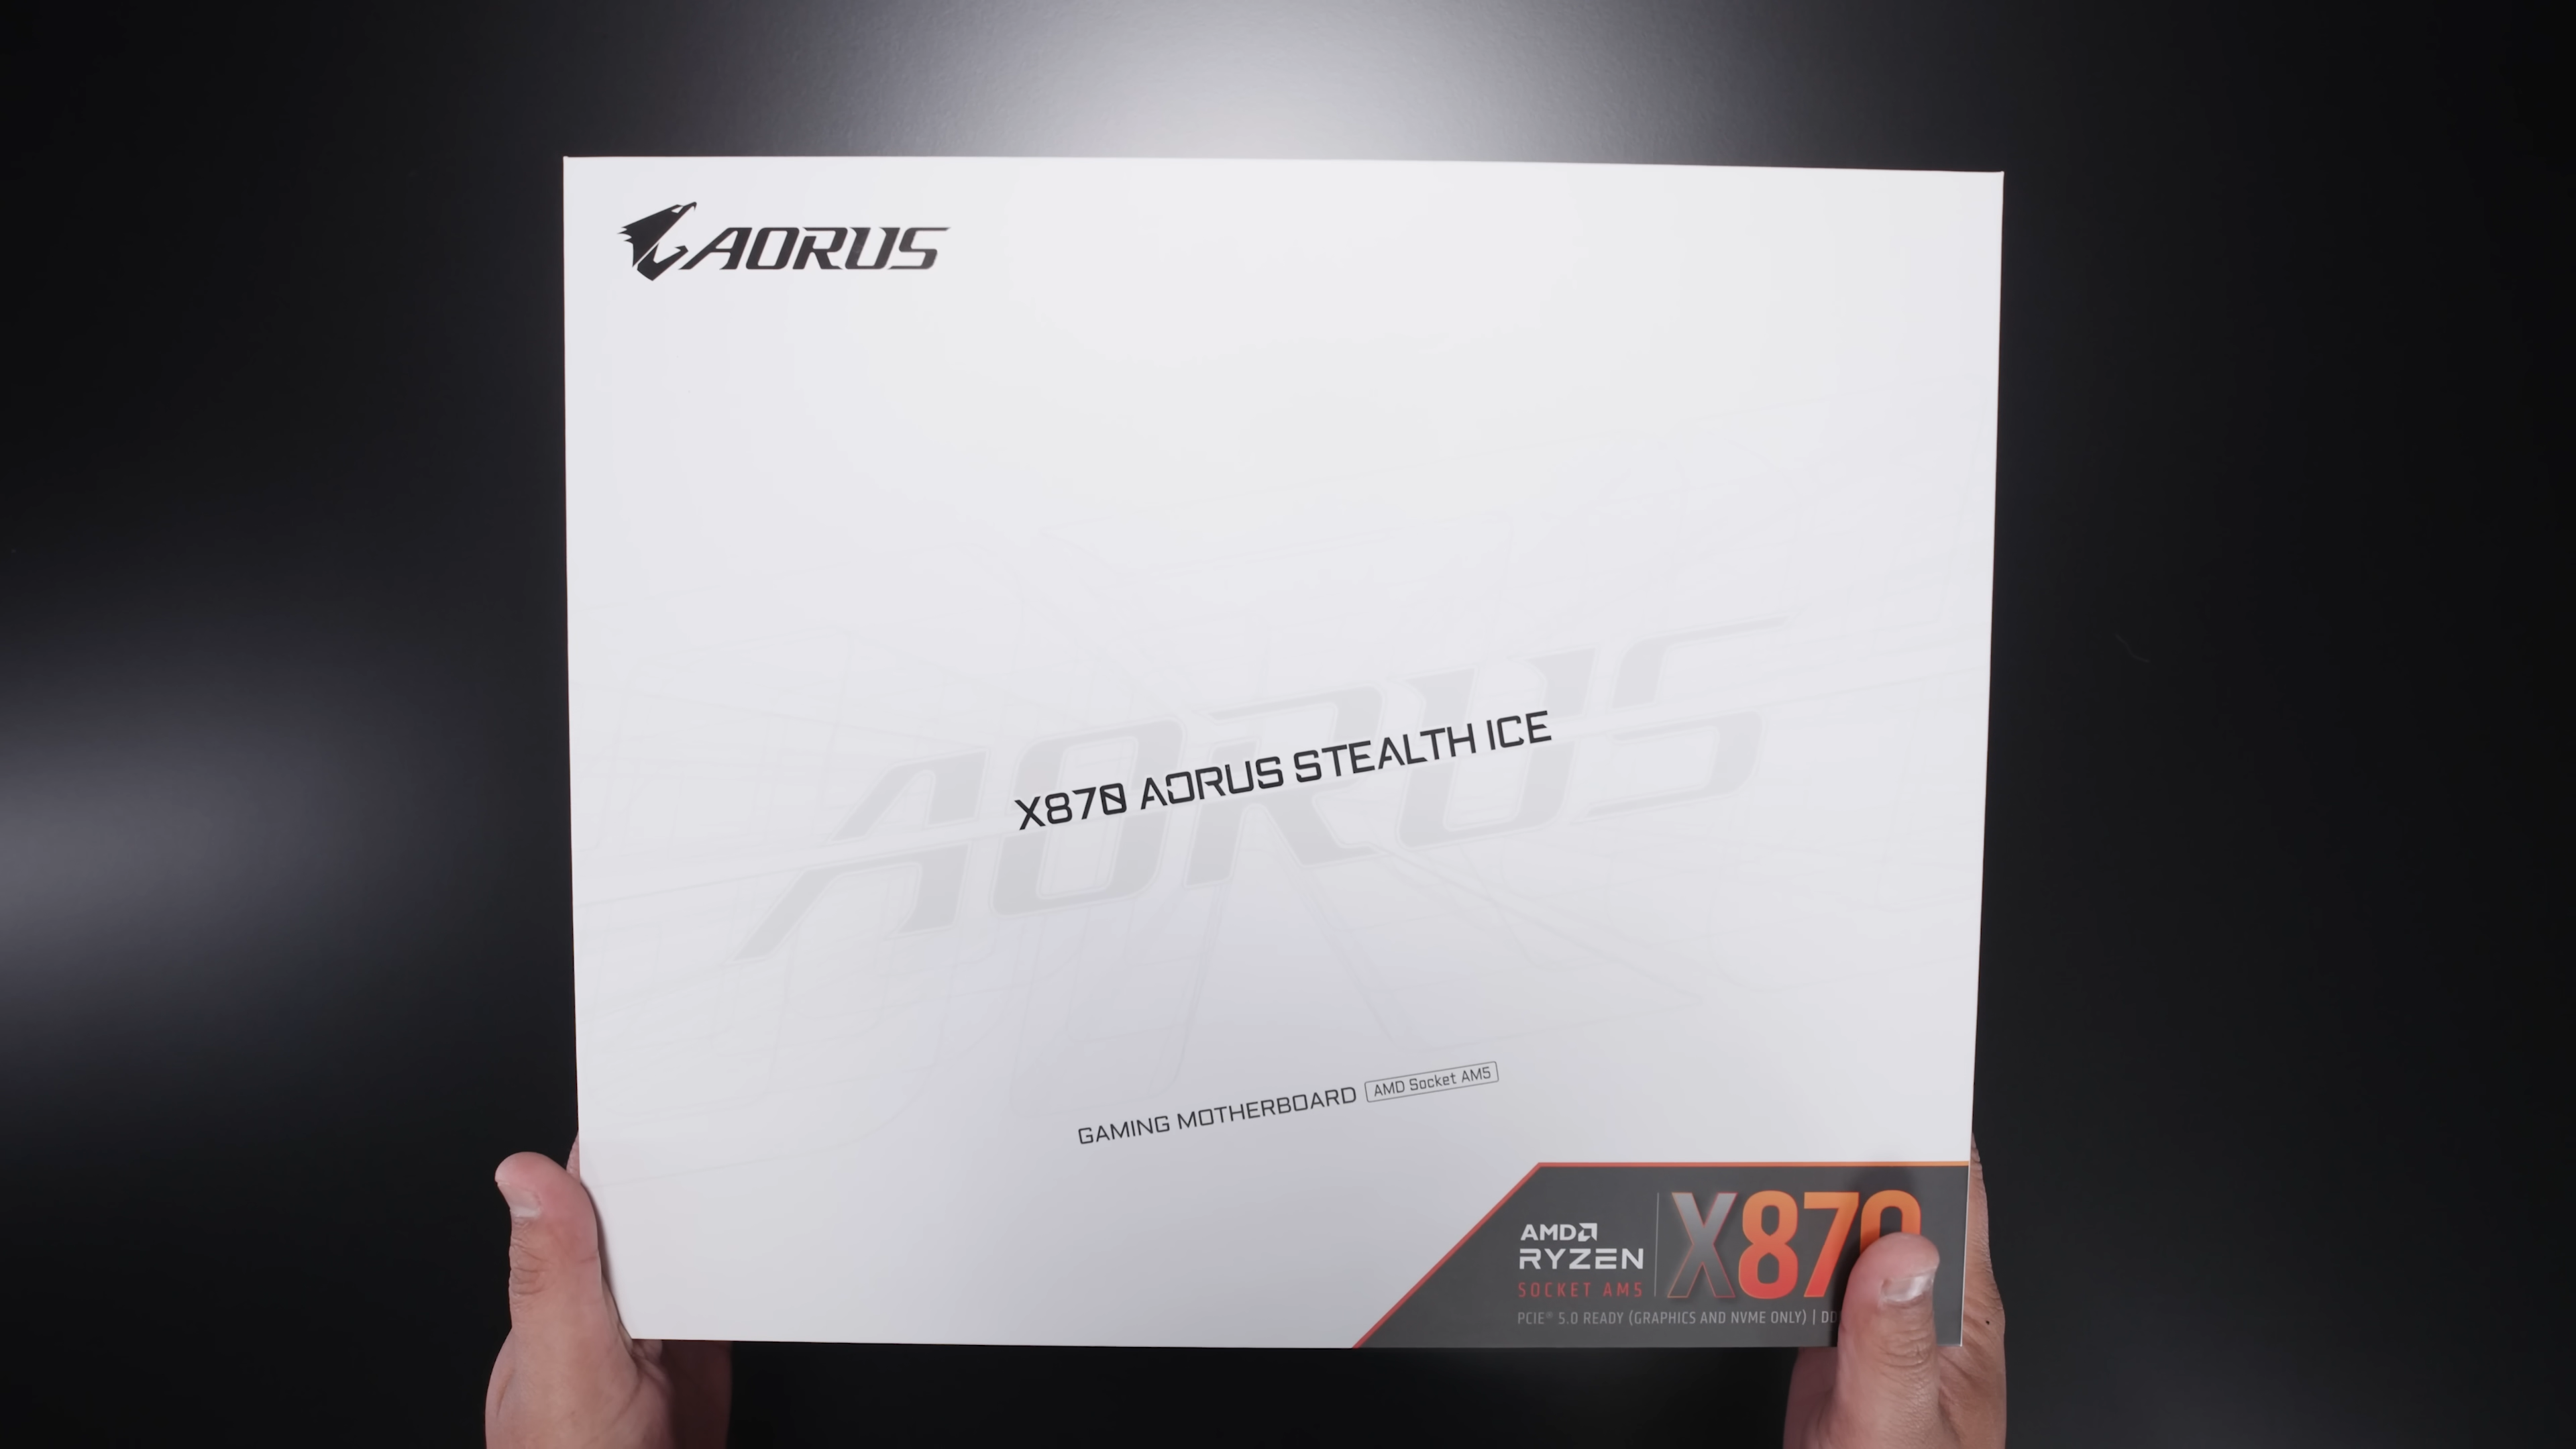 AORUS
AORUS
X870 AORUS STEALTH ICE
GAMING MOTHERBOARD AMD Socket AM5
AMD
RYZEN
SOCKET AM5
X870
PCIE® 5.0 READY (GRAPHICS AND NVME ONLY) |